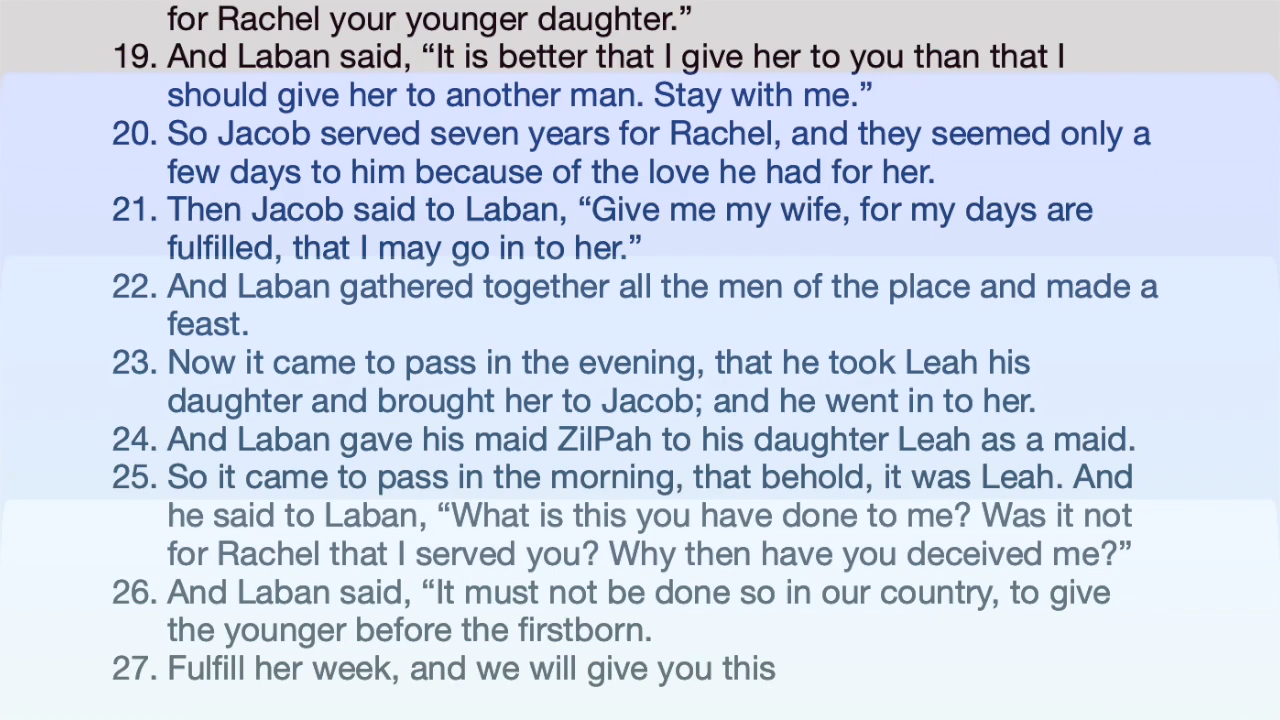 for Rachel your younger daughter.”
19. And Laban said, “It is better that I give her to you than that I
should give her to another man. Stay with me.”
20. So Jacob served seven years for Rachel, and they seemed only a
few days to him because of the love he had for her.
21. Then Jacob said to Laban, “Give me my wife, for my days are
fulfilled, that I may go in to her.”
22. And Laban gathered together all the men of the place and made a
feast.
23. Now it came to pass in the evening, that he took Leah his
daughter and brought her to Jacob; and he went in to her.
24. And Laban gave his maid ZilPah to his daughter Leah as a maid.
25. So it came to pass in the morning, that behold, it was Leah. And
he said to Laban, “What is this you have done to me? Was it not
for Rachel that I served you? Why then have you deceived me?”
26. And Laban said, “It must not be done so in our country, to give
the younger before the firstborn.
27. Fulfill her week, and we will give you this